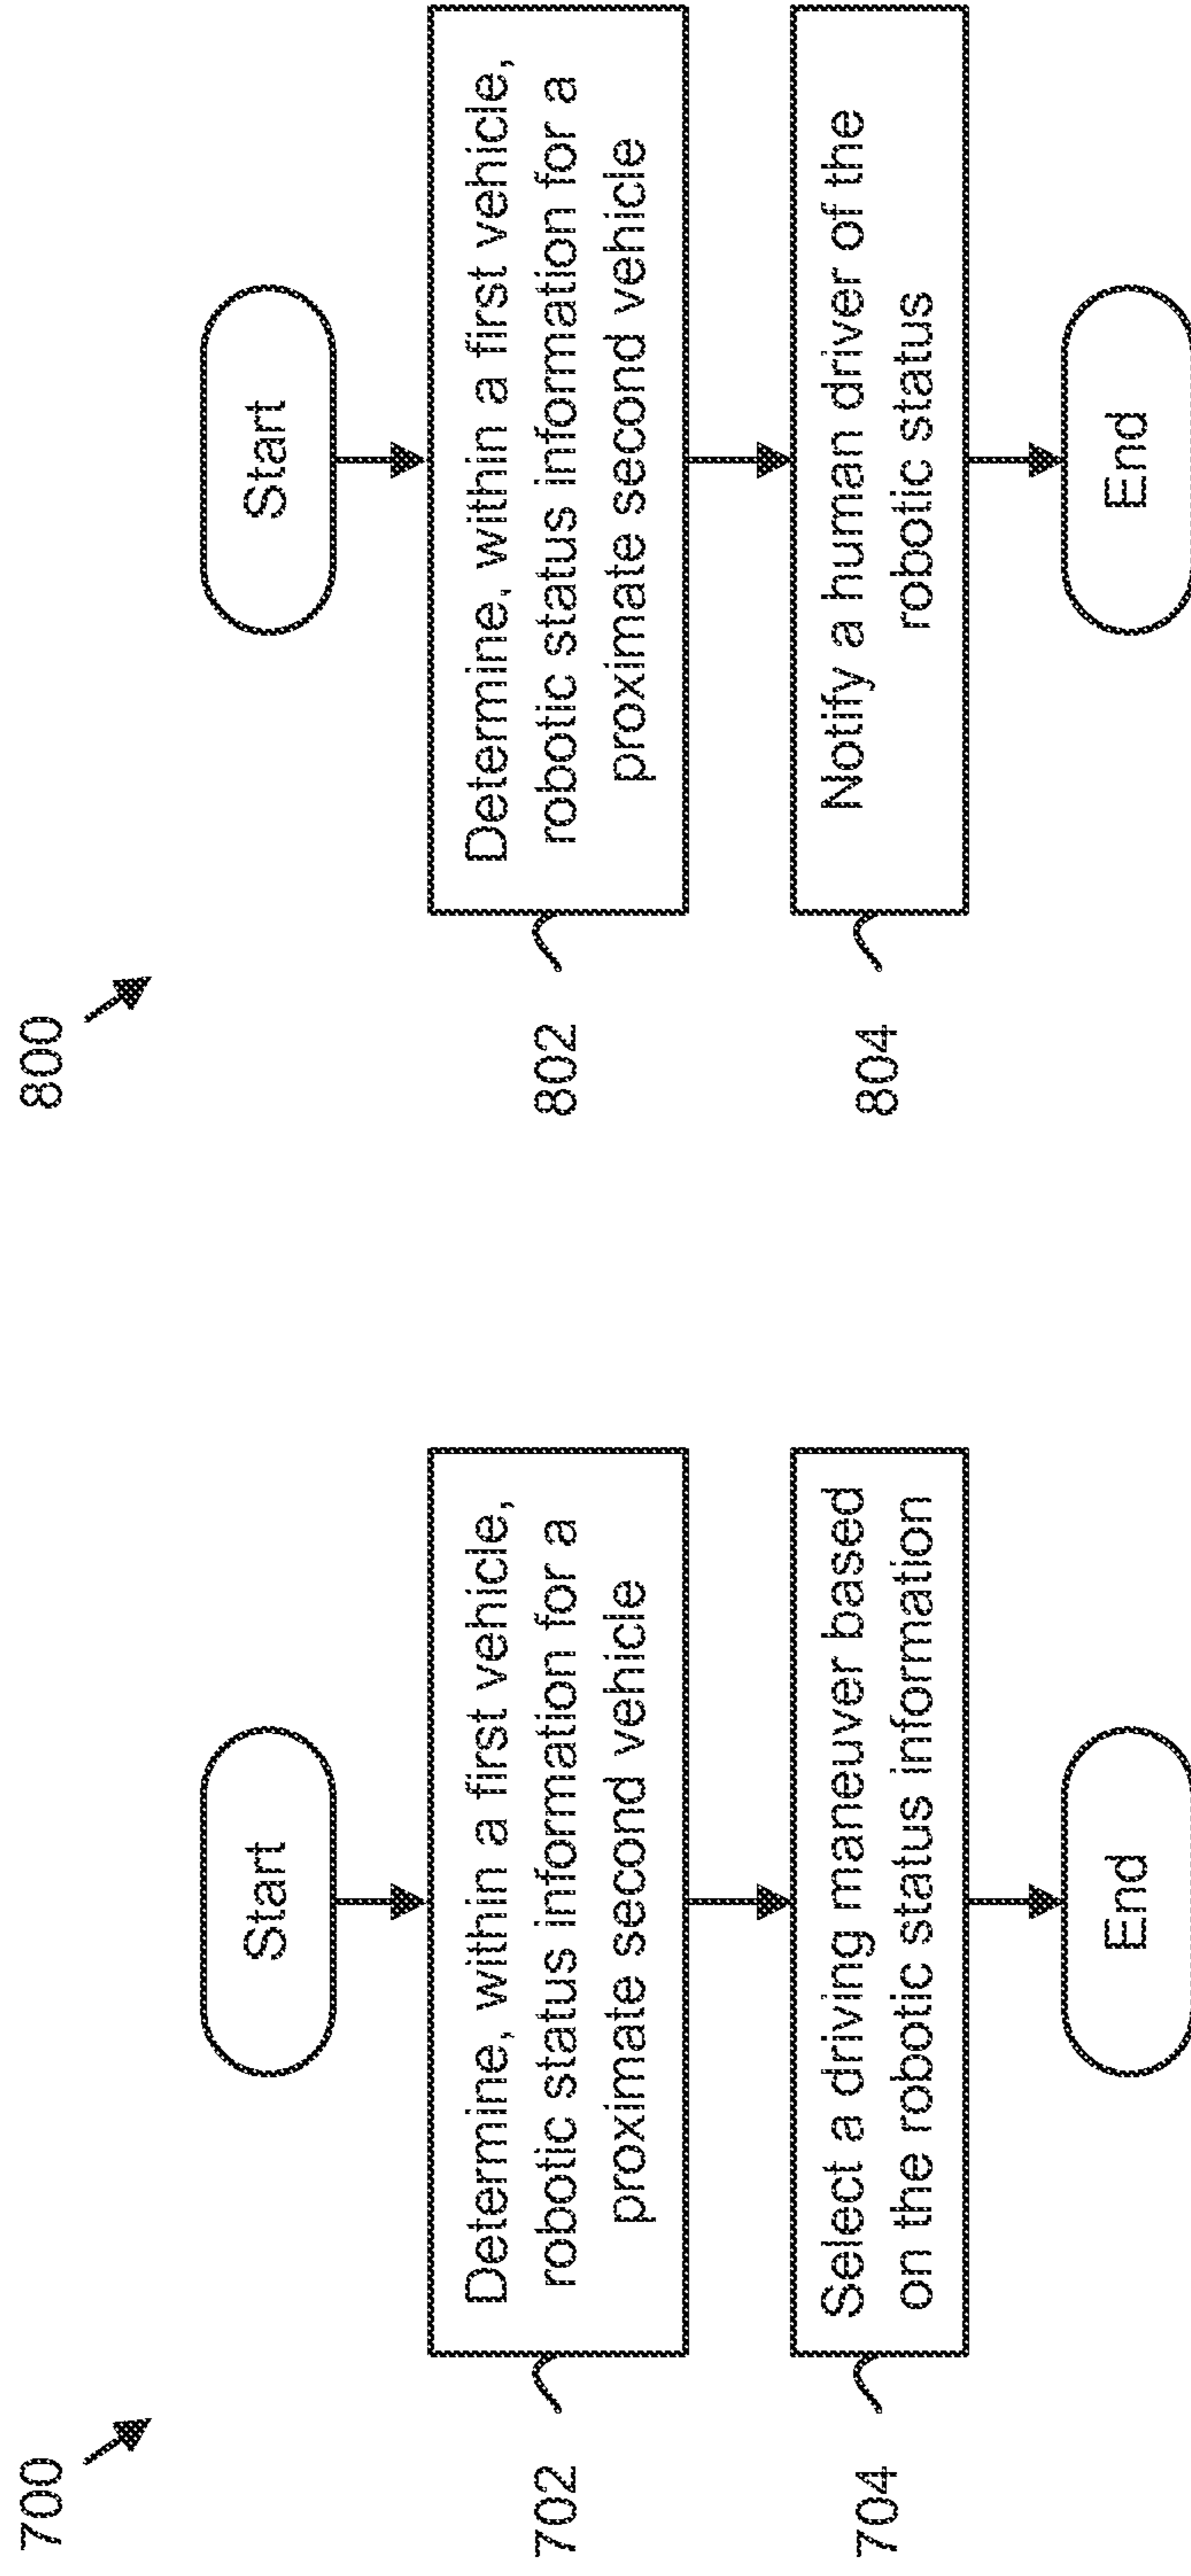 700
Start
702
Determine, within a first vehicle,
robotic status information for a
proximate second vehicle
704
Select a driving maneuver based
on the robotic status information
End
800
Start
802
Determine, within a first vehicle,
robotic status information for a
proximate second vehicle
804
Notify a human driver of the
robotic status
End